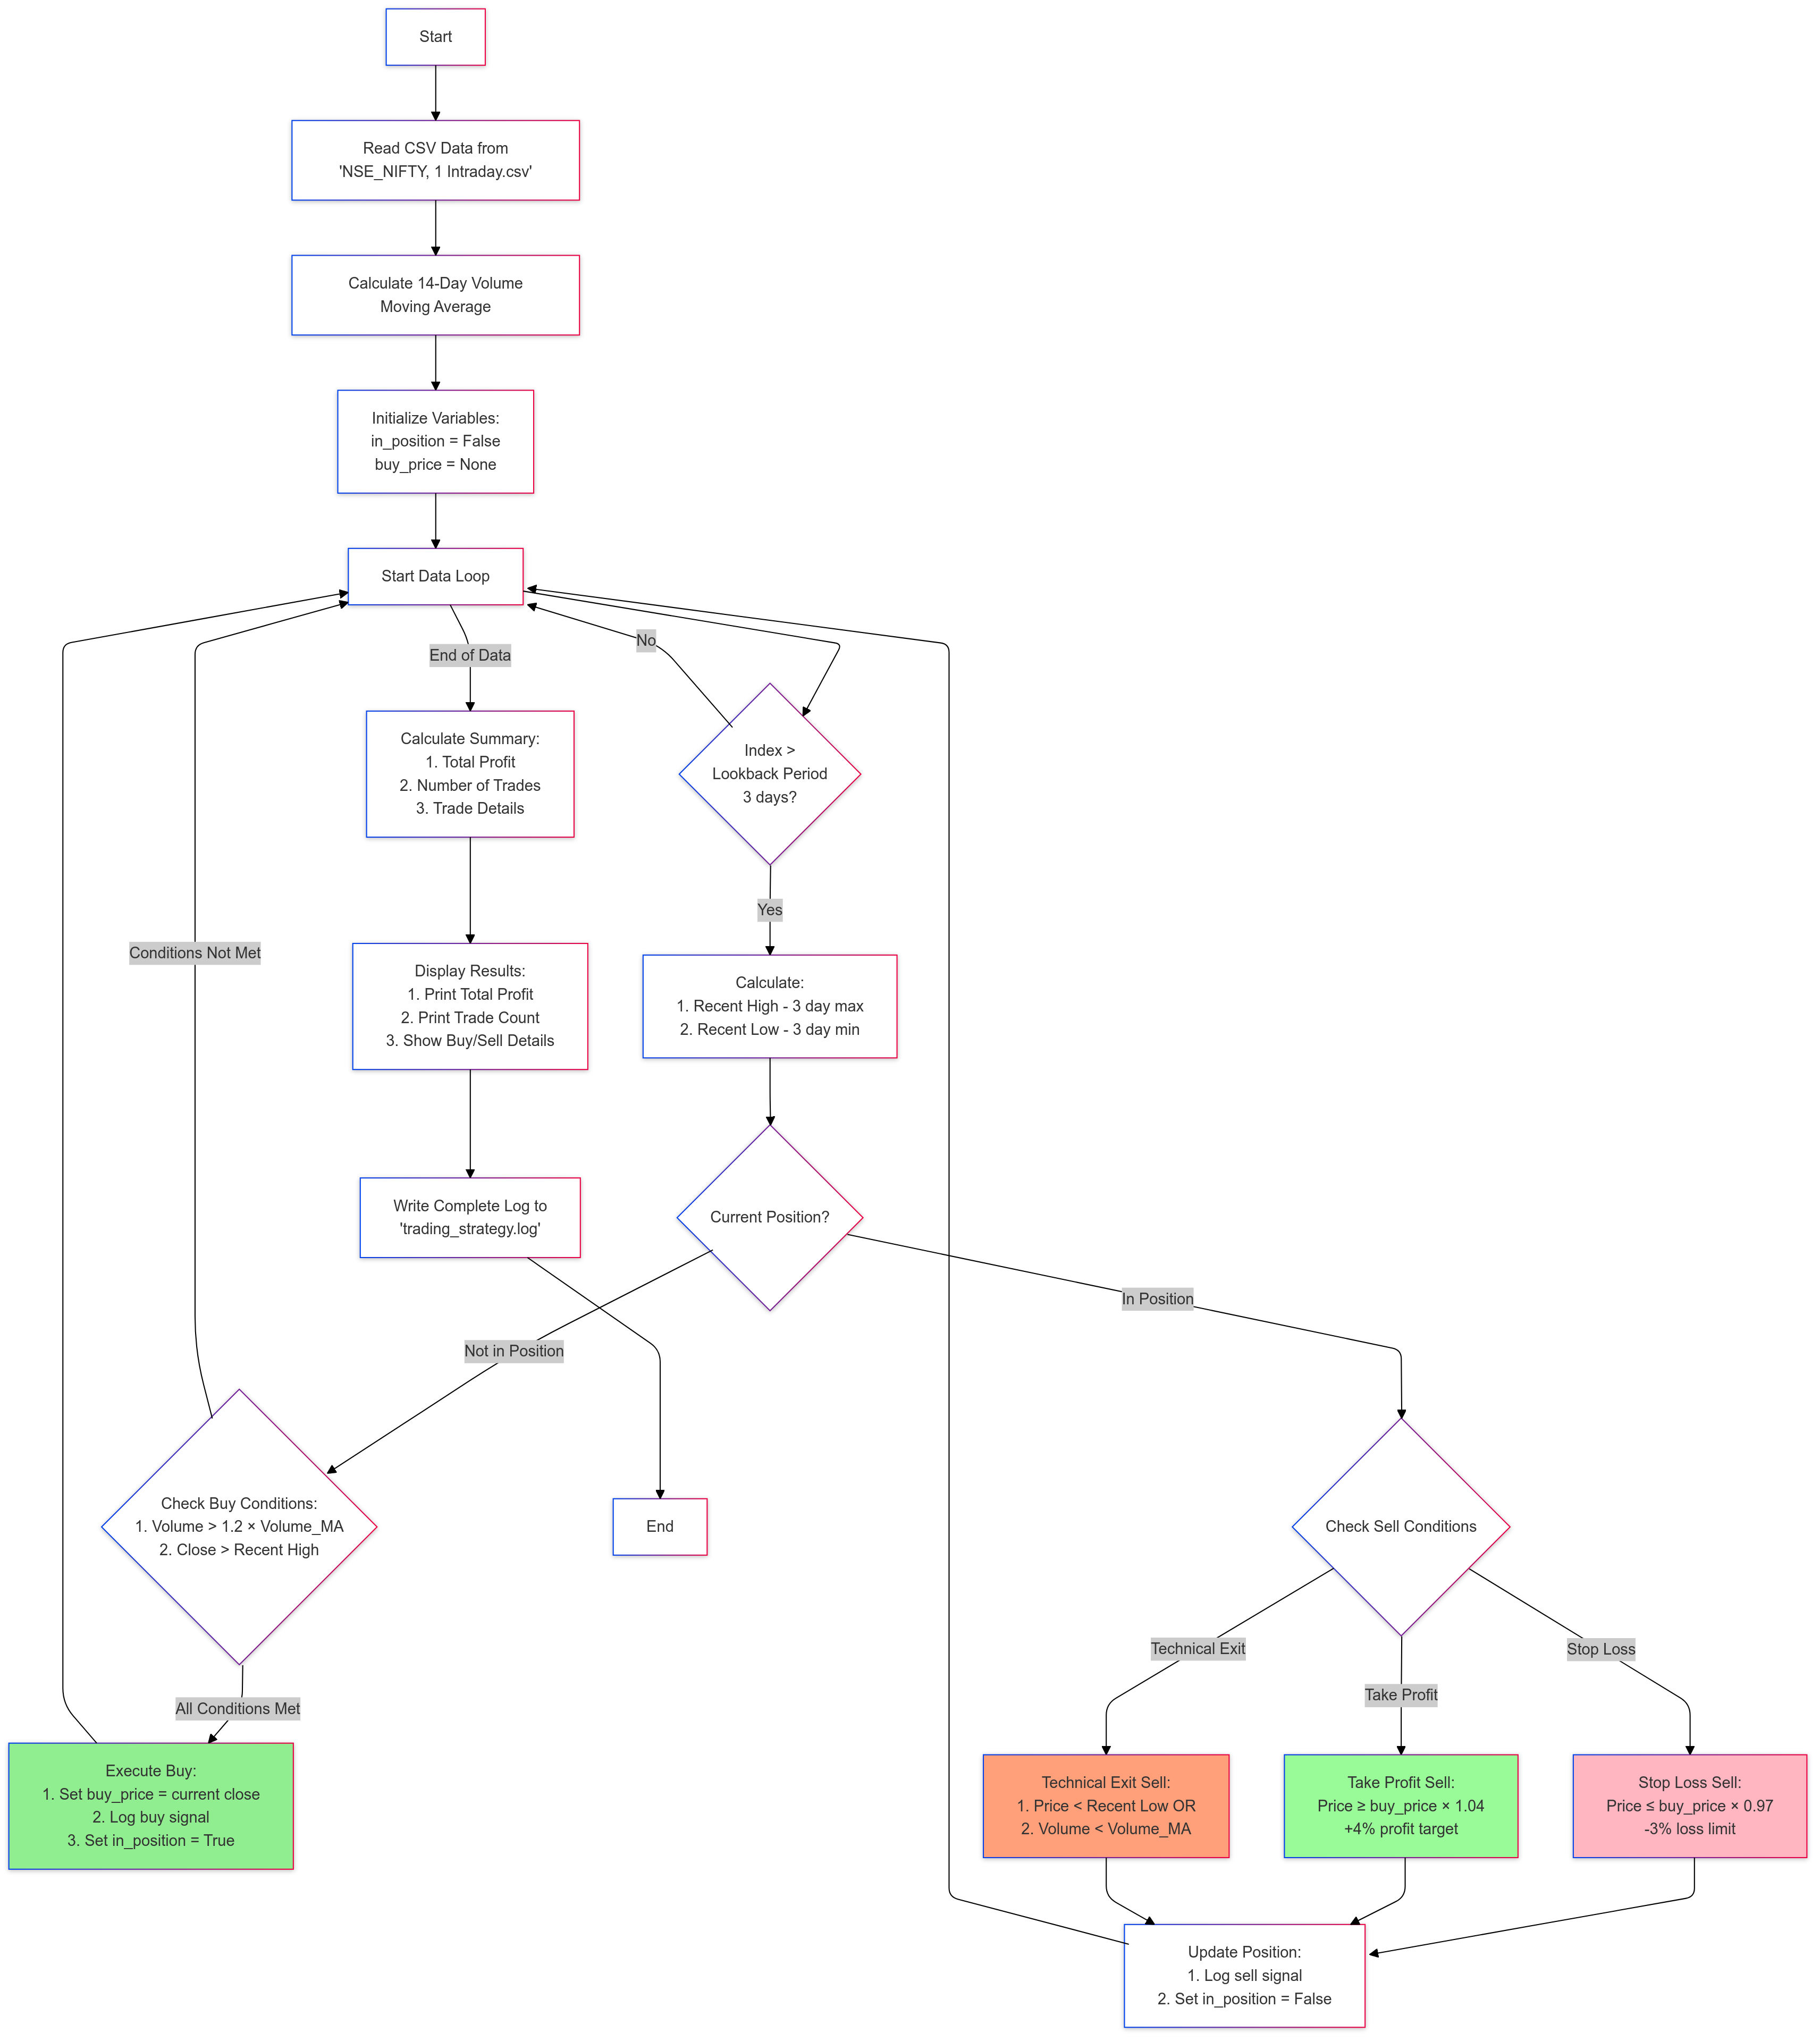 Start
Read CSV Data from
'NSE_NIFTY, 1 Intraday.csv'
Calculate 14-Day Volume
Moving Average
Initialize Variables:
in_position = False
buy_price = None
Start Data Loop
End of Data
No
Calculate Summary:
1. Total Profit
2. Number of Trades
3. Trade Details
Index >
Lookback Period
3 days?
Yes
Conditions Not Met
Display Results:
1. Print Total Profit
2. Print Trade Count
3. Show Buy/Sell Details
Calculate:
1. Recent High - 3 day max
2. Recent Low - 3 day min
Write Complete Log to
'trading_strategy.log'
Current Position?
In Position
Not in Position
Check Buy Conditions:
1. Volume > 1.2 × Volume_MA
2. Close > Recent High
End
Check Sell Conditions
Technical Exit
Take Profit
Stop Loss
All Conditions Met
Execute Buy:
1. Set buy_price = current close
2. Log buy signal
3. Set in_position = True
Technical Exit Sell:
1. Price < Recent Low OR
2. Volume < Volume_MA
Take Profit Sell:
Price ≥ buy_price × 1.04
+4% profit target
Stop Loss Sell:
Price ≤ buy_price × 0.97
-3% loss limit
Update Position:
1. Log sell signal
2. Set in_position = False